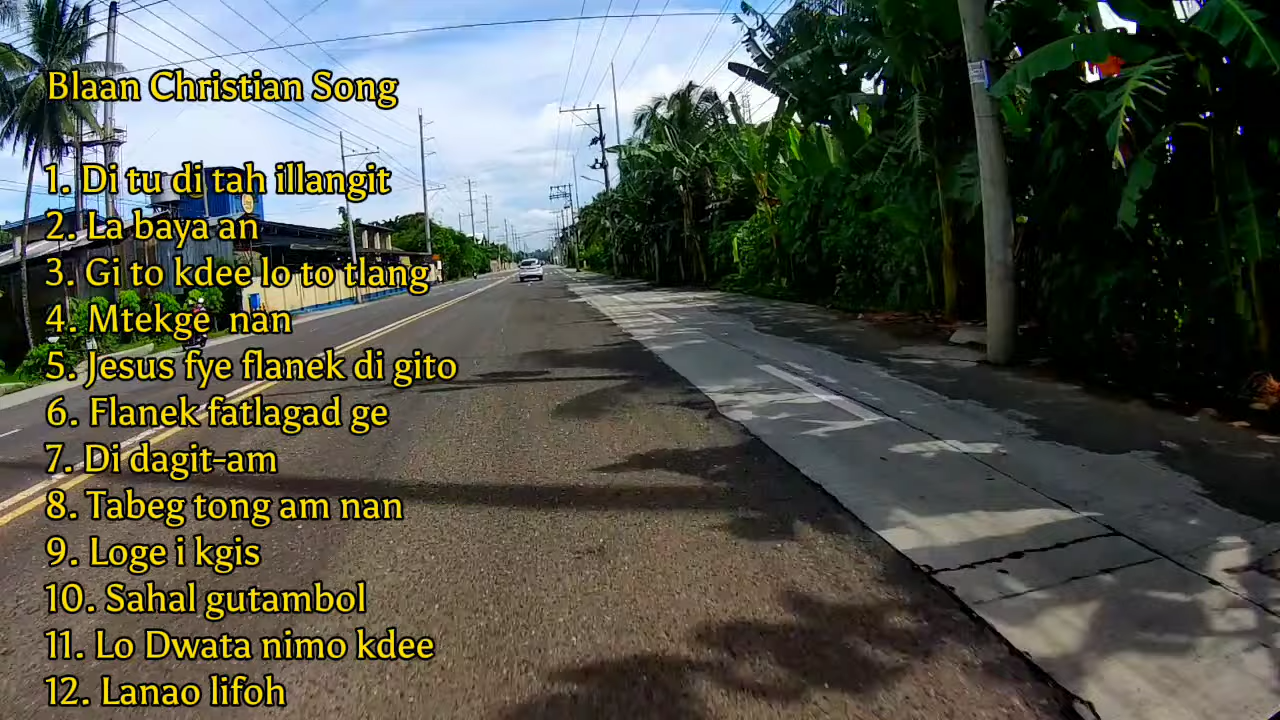 Blaan Christian Song
1. Di tu di tah illangit
2. La baya an
3. Gi to kdee lo to tlang
4. Mtekge nan
5. Jesus fye flanek di gito
6. Flanek fatlagad ge
7. Di dagit-am
8. Tabeg tong am nan
9. Loge i kgis
10. Sahal gutambol
11. Lo Dwata nimo kdee
12. Lanao lifoh